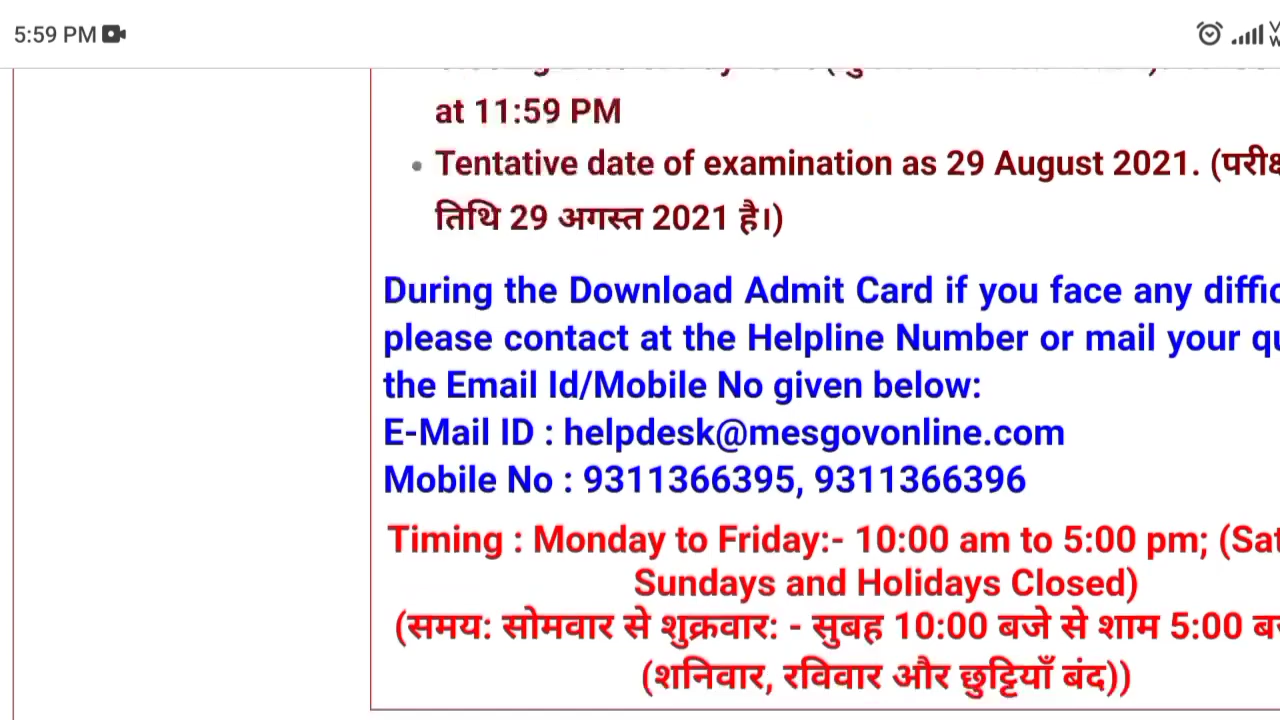 5:59 PM
at 11:59 PM
Tentative date of examination as 29 August 2021. (परीक्ष
तिथि 29 अगस्त 2021 है।)
During the Download Admit Card if you face any diffic
please contact at the Helpline Number or mail your qu
the Email Id/Mobile No given below:
E-Mail ID : helpdesk@mesgovonline.com
Mobile No : 9311366395, 9311366396
Timing : Monday to Friday:- 10:00 am to 5:00 pm; (Sat
Sundays and Holidays Closed)
(समय: सोमवार से शुक्रवार: - सुबह 10:00 बजे से शाम 5:00 ब
(शनिवार, रविवार और छुट्टियाँ बंद))